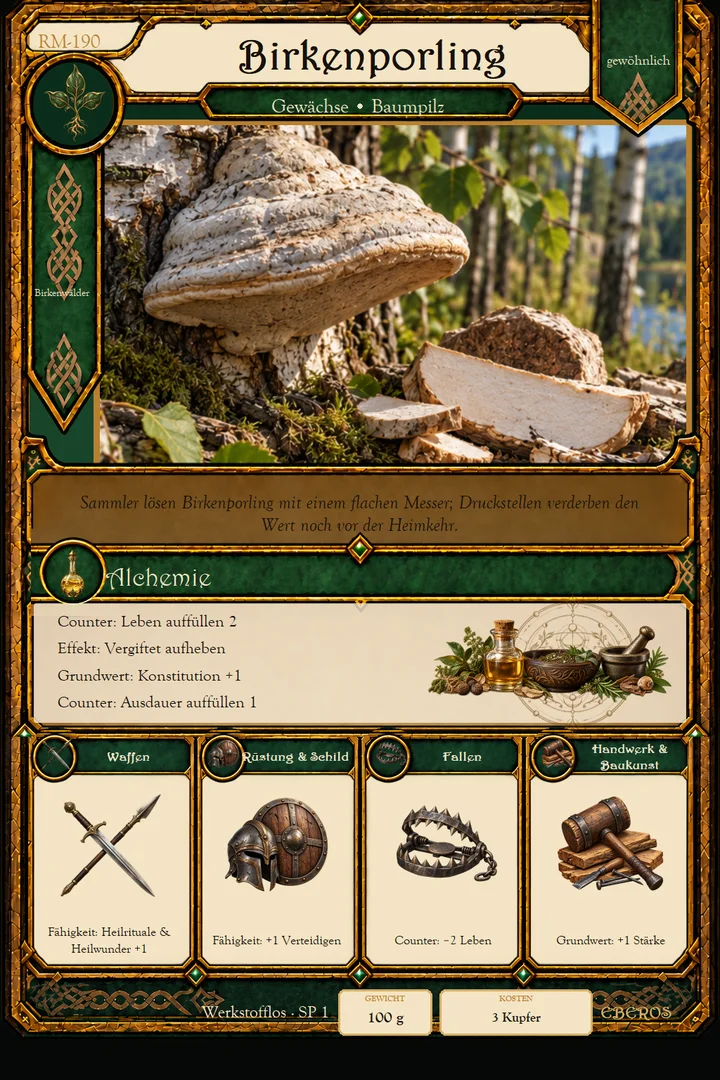 RM-190
Birkenporling
gewöhnlich
Gewächse • Baumpilz
Birkenwälder
Sammler lösen Birkenporling mit einem flachen Messer; Druckstellen verderben den
Wert noch vor der Heimkehr.
Alchemie
Counter: Leben auffüllen 2
Effekt: Vergiftet aufheben
Grundwert: Konstitution +1
Counter: Ausdauer auffüllen 1
Waffen
Rüstung & Schild
Fallen
Handwerk &
Baukunst
Fähigkeit: Heilrituale &
Heilwunder +1
Fähigkeit: +1 Verteidigen
Counter: −2 Leben
Grundwert: +1 Stärke
Werkstofflos · SP 1
GEWICHT
100 g
KOSTEN
3 Kupfer
EBEROS